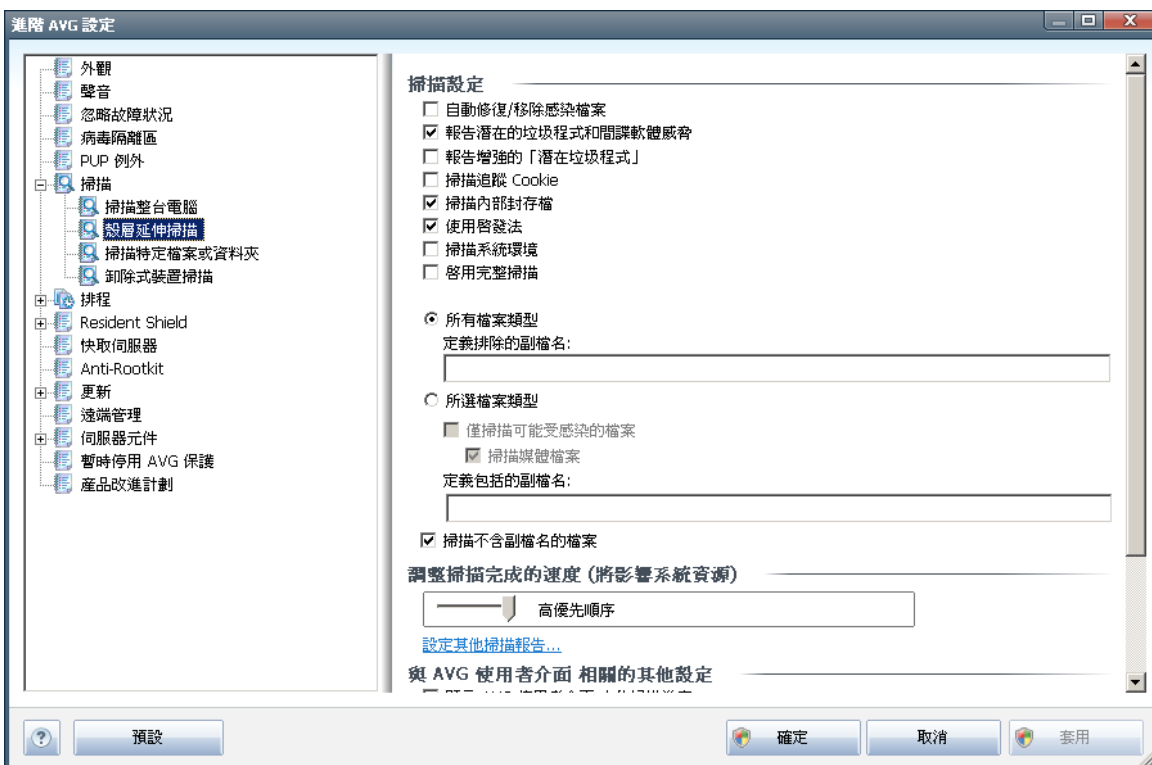 進階 AVG 設定
外觀
聲音
忽略故障狀況
病毒隔離區
PUP 例外
掃描
掃描整台電腦
殼層延伸掃描
掃描特定檔案或資料夾
卸除式裝置掃描
排程
Resident Shield
快取伺服器
Anti-Rootkit
更新
遠端管理
伺服器元件
暫時停用 AVG 保護
產品改進計劃
掃描設定
自動修復/移除感染檔案
報告潛在的垃圾程式和間諜軟體威脅
報告增強的「潛在垃圾程式」
掃描追蹤 Cookie
掃描內部封存檔
使用啓發法
掃描系統環境
啓用完整掃描
所有檔案類型
定義排除的副檔名:
所選檔案類型
僅掃描可能受感染的檔案
掃描媒體檔案
定義包括的副檔名:
掃描不含副檔名的檔案
調整掃描完成的速度 (將影響系統資源)
高優先順序
設定其他掃描報告...
與 AVG 使用者介面 相關的其他設定
?
預設
確定
取消
套用